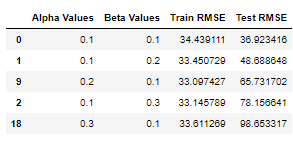 Alpha Values Beta Values Train RMSE Test RMSE
0 0.1 0.1 34.439111 36.923416
1 0.1 0.2 33.450729 48.688648
9 0.2 0.1 33.097427 65.731702
2 0.1 0.3 33.145789 78.156641
18 0.3 0.1 33.611269 98.653317